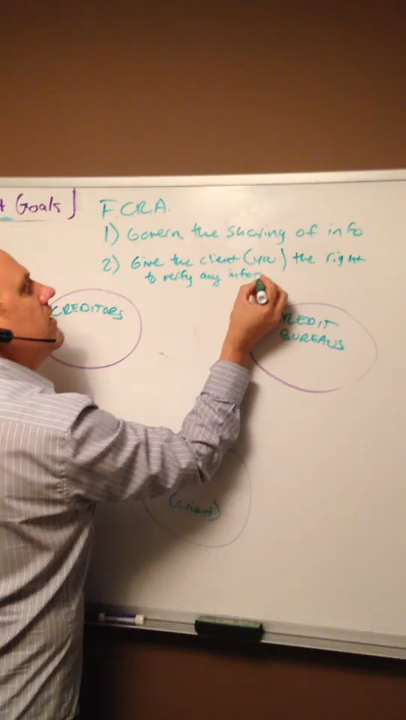 Goals]
F.C.R.A.
1) Govern the sharing of info
2) Give the client (you) the right
to verify any info
CREDITORS
CREDIT
BUREAUS
(client)